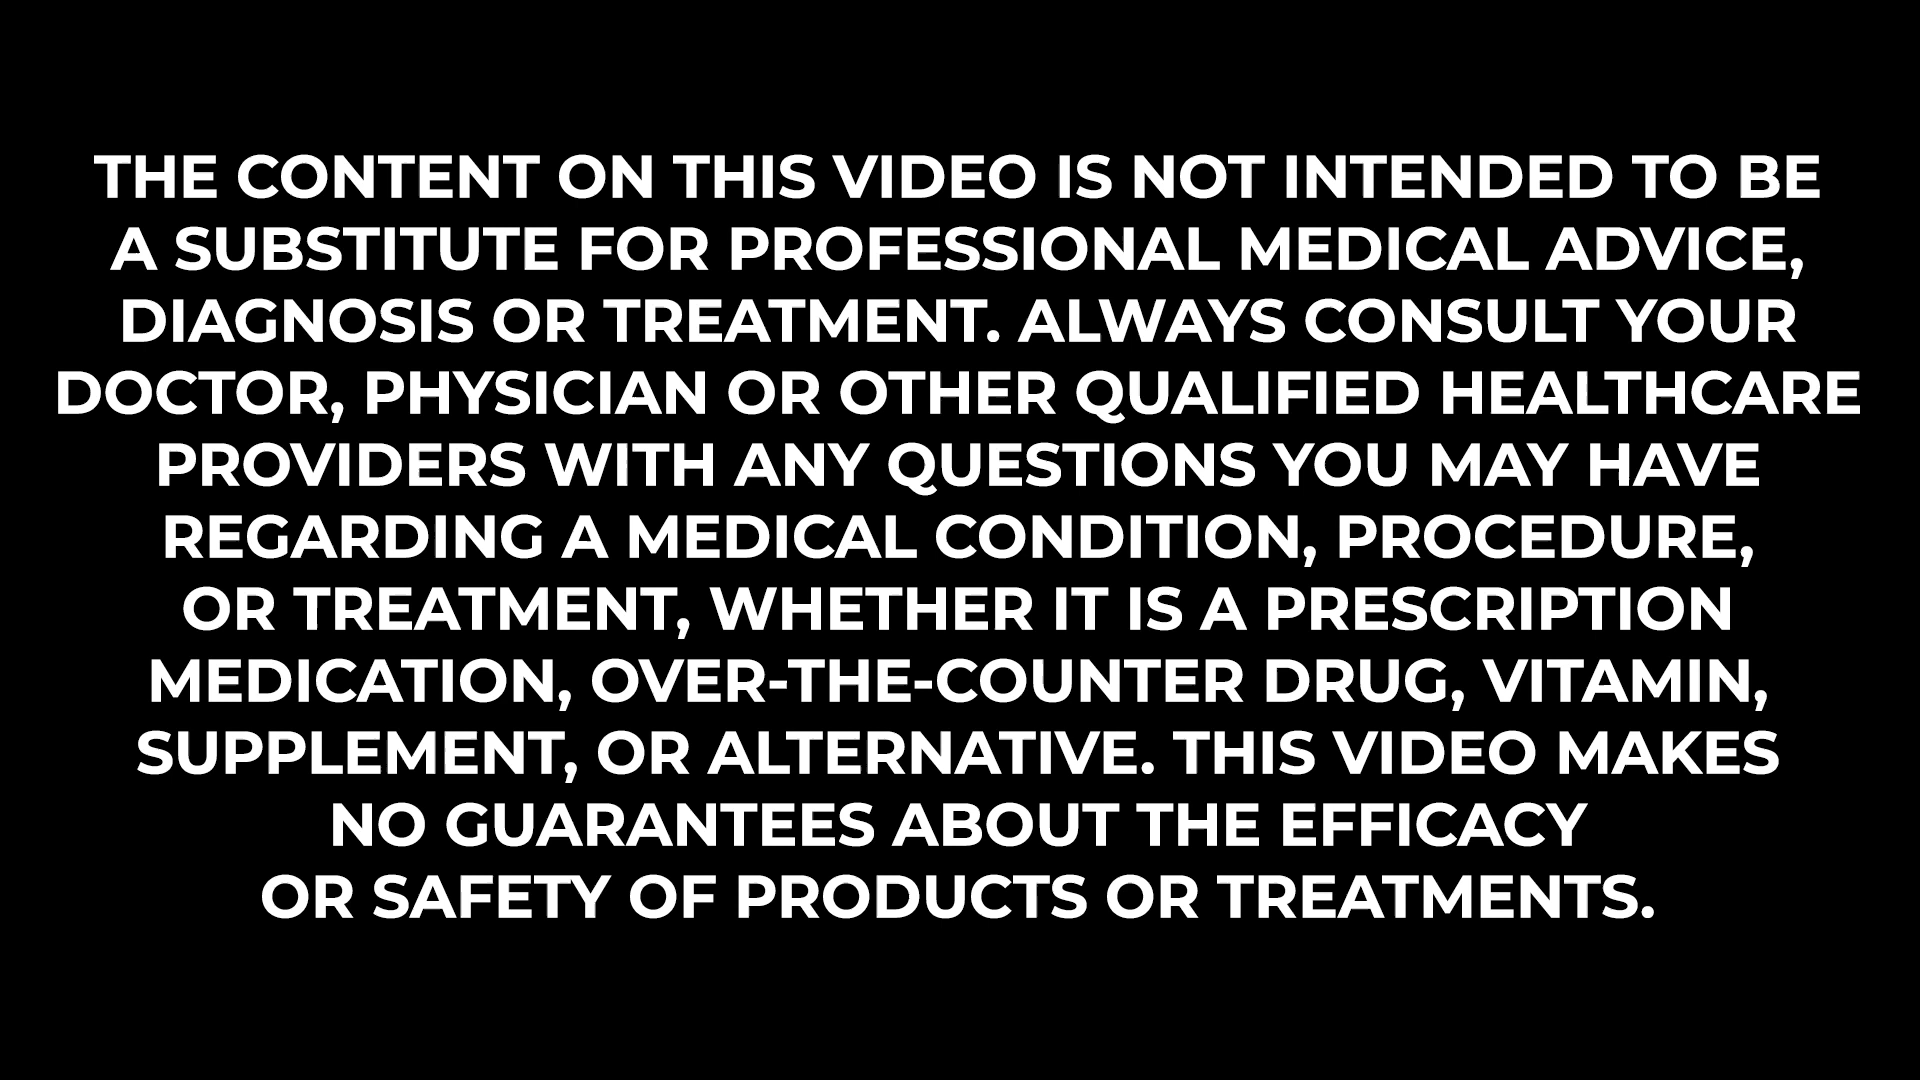 THE CONTENT ON THIS VIDEO IS NOT INTENDED TO BE
A SUBSTITUTE FOR PROFESSIONAL MEDICAL ADVICE,
DIAGNOSIS OR TREATMENT. ALWAYS CONSULT YOUR
DOCTOR, PHYSICIAN OR OTHER QUALIFIED HEALTHCARE
PROVIDERS WITH ANY QUESTIONS YOU MAY HAVE
REGARDING A MEDICAL CONDITION, PROCEDURE,
OR TREATMENT, WHETHER IT IS A PRESCRIPTION
MEDICATION, OVER-THE-COUNTER DRUG, VITAMIN,
SUPPLEMENT, OR ALTERNATIVE. THIS VIDEO MAKES
NO GUARANTEES ABOUT THE EFFICACY
OR SAFETY OF PRODUCTS OR TREATMENTS.